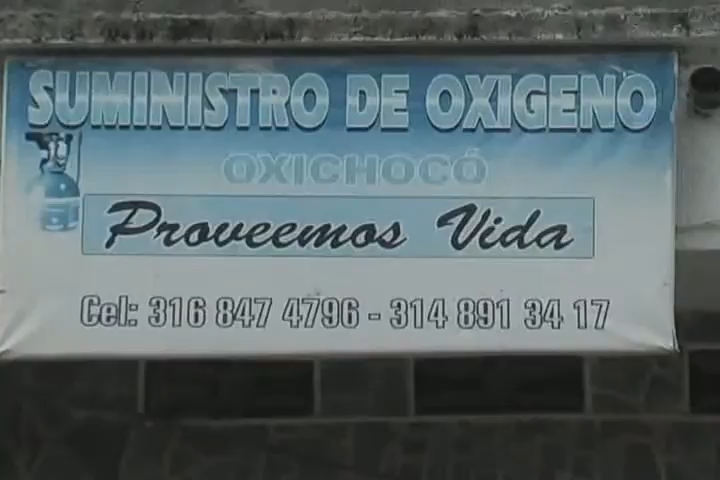 SUMINISTRO DE OXIGENO
OXICHOCÓ
Proveemos Vida
Cel: 316 847 4796 - 314 891 34 17